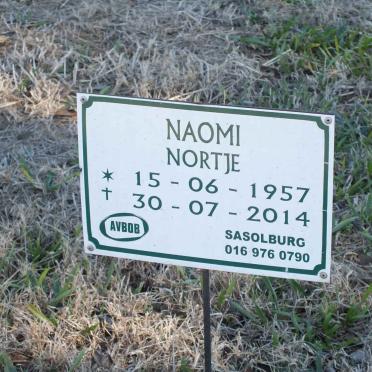 NAOMI
NORTJE
* 15 - 06 - 1957
† 30 - 07 - 2014
AVBOB
SASOLBURG
016 976 0790